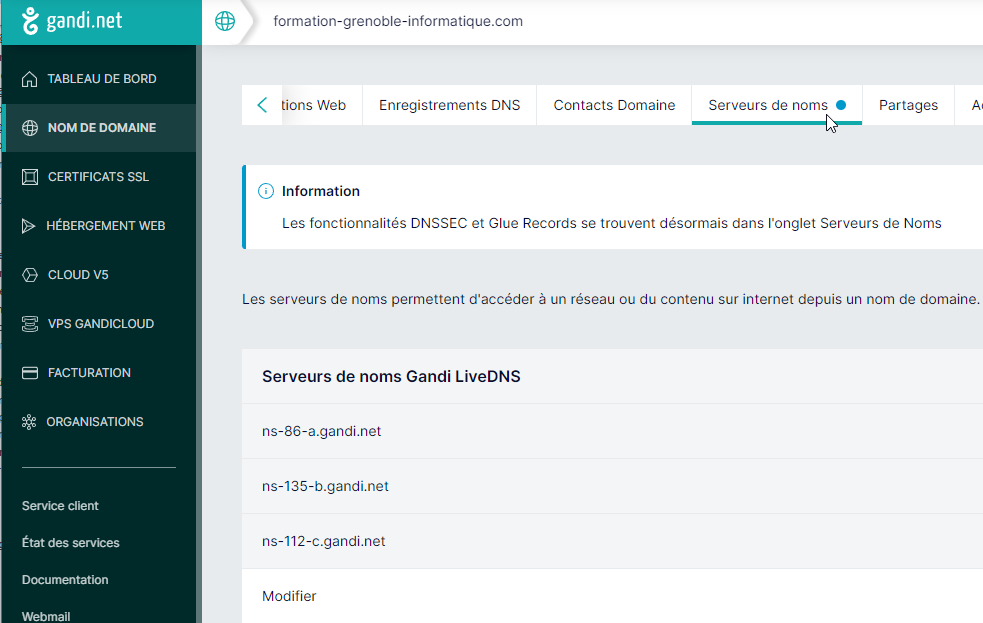 gandi.net
formation-grenoble-informatique.com
TABLEAU DE BORD
NOM DE DOMAINE
CERTIFICATS SSL
HÉBERGEMENT WEB
CLOUD V5
VPS GANDICLOUD
FACTURATION
ORGANISATIONS
Service client
État des services
Documentation
Webmail
tions Web
Enregistrements DNS
Contacts Domaine
Serveurs de noms
Partages
Information
Les fonctionnalités DNSSEC et Glue Records se trouvent désormais dans l'onglet Serveurs de Noms
Les serveurs de noms permettent d'accéder à un réseau ou du contenu sur internet depuis un nom de domaine.
Serveurs de noms Gandi LiveDNS
ns-86-a.gandi.net
ns-135-b.gandi.net
ns-112-c.gandi.net
Modifier